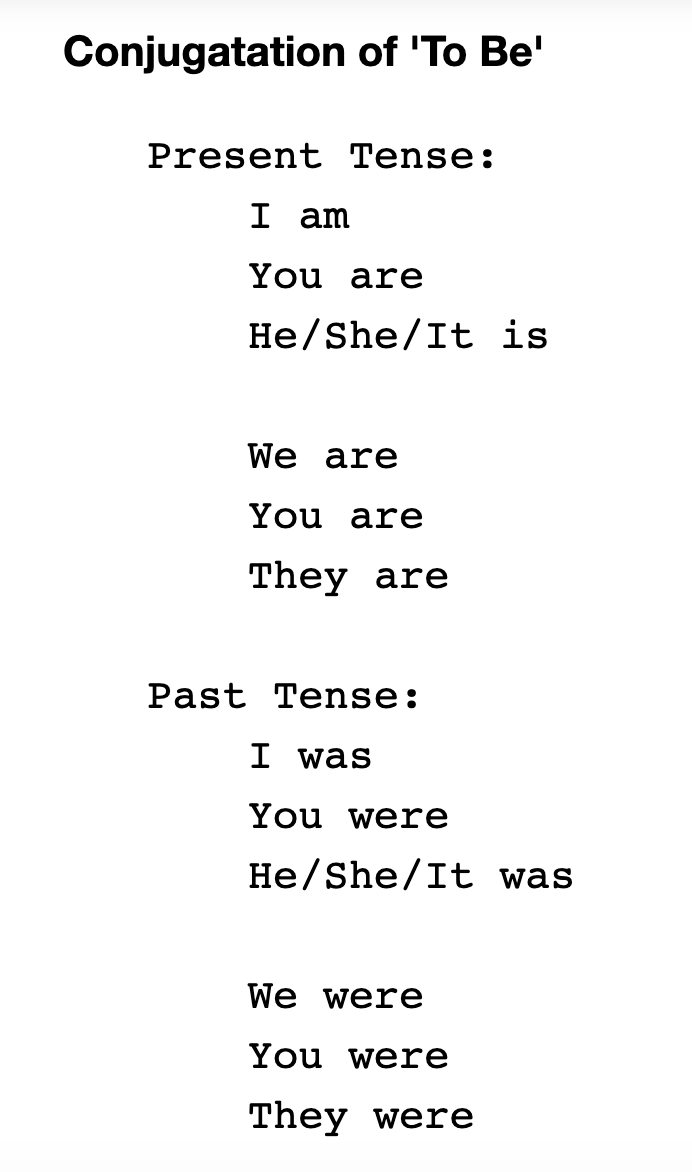 Conjugatation of 'To Be'
Present Tense:
I am
You are
He/She/It is
We are
You are
They are
Past Tense:
I was
You were
He/She/It was
We were
You were
They were